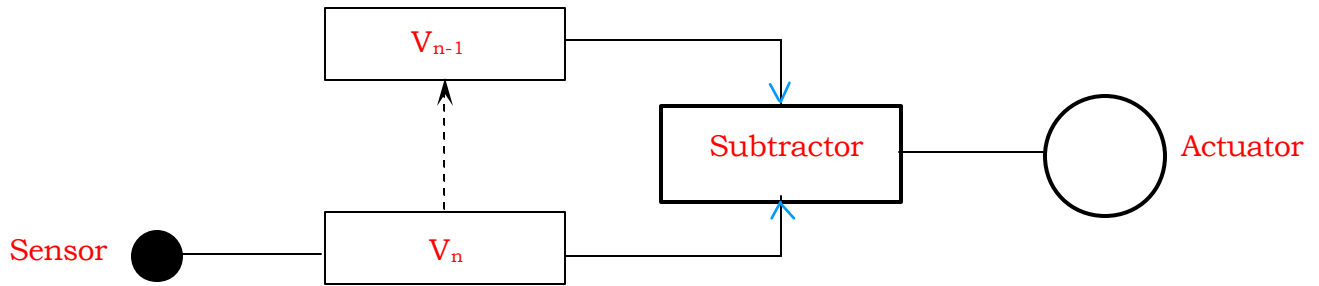 Vn-1
Subtractor
Actuator
Sensor
Vn